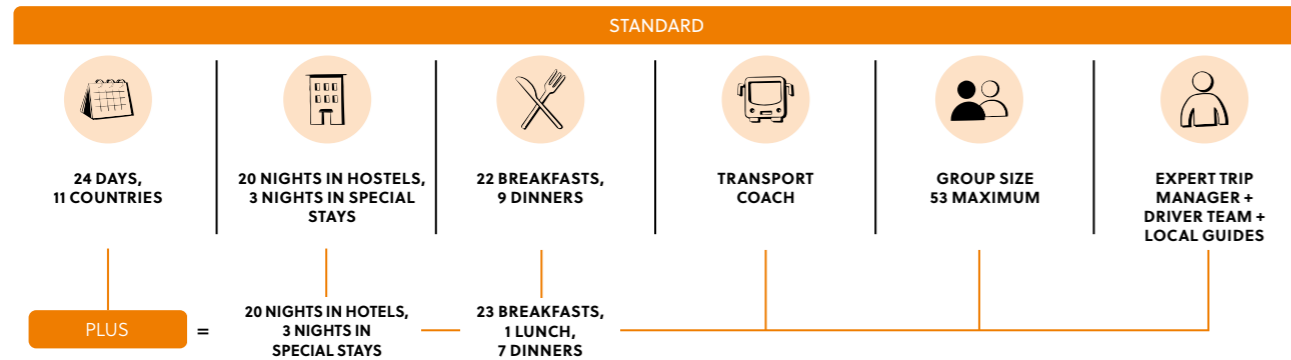 STANDARD
24 DAYS,
11 COUNTRIES
20 NIGHTS IN HOSTELS,
3 NIGHTS IN SPECIAL
STAYS
22 BREAKFASTS,
9 DINNERS
TRANSPORT
COACH
GROUP SIZE
53 MAXIMUM
EXPERT TRIP
MANAGER +
DRIVER TEAM +
LOCAL GUIDES
PLUS
=
20 NIGHTS IN HOTELS,
3 NIGHTS IN
SPECIAL STAYS
23 BREAKFASTS,
1 LUNCH,
7 DINNERS